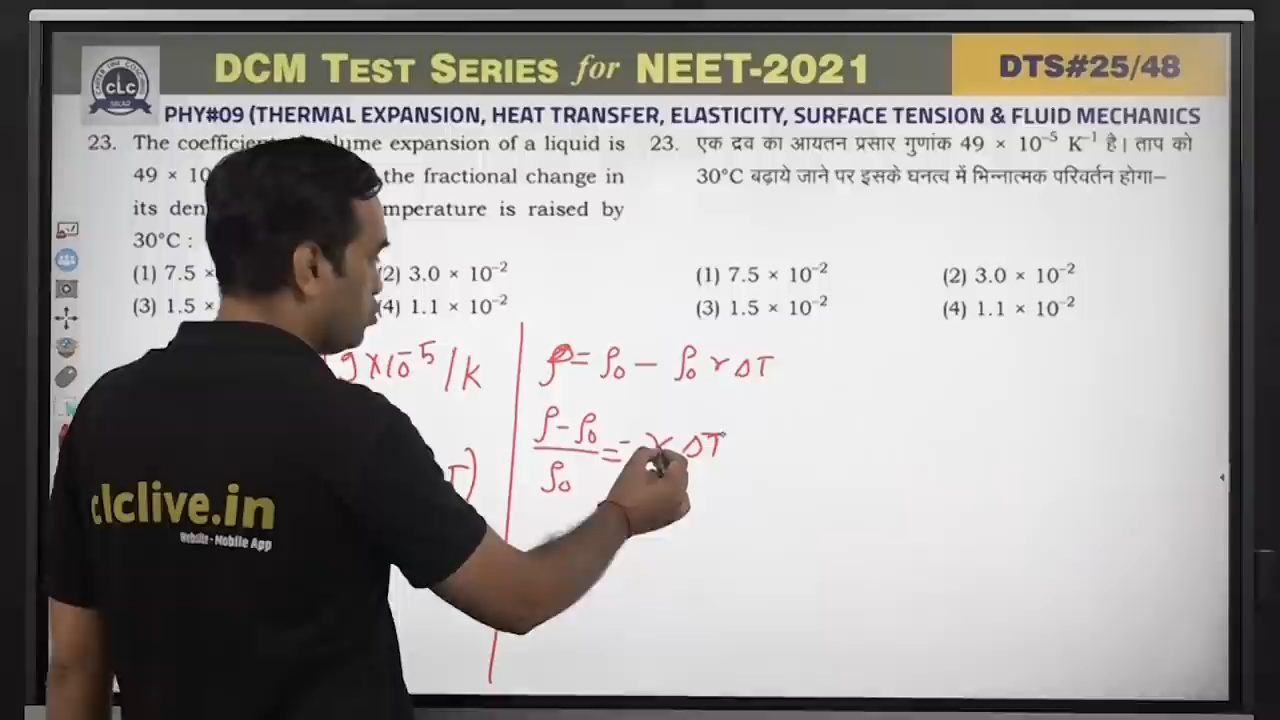 DCM TEST SERIES for NEET-2021
DTS#25/48
CLC
PHY#09 (THERMAL EXPANSION, HEAT TRANSFER, ELASTICITY, SURFACE TENSION & FLUID MECHANICS
23. The lume expansion of a liquid is
49 × the fractional change in
its temperature is raised by
30°C :
(1) 7.5 × (2) 3.0 × 10⁻²
(3) 1.5 × (4) 1.1 × 10⁻²
23. एक द्रव का आयतन प्रसार गुणांक 49 × 10⁻⁵ K⁻¹ है। ताप को
30°C बढ़ाये जाने पर इसके घनत्व में भिन्नात्मक परिवर्तन होगा–
(1) 7.5 × 10⁻² (2) 3.0 × 10⁻²
(3) 1.5 × 10⁻² (4) 1.1 × 10⁻²
9×10⁻⁵/K
ρ = ρ₀ − ρ₀ γ ΔT
ρ − ρ₀
ρ₀
= − γ ΔT
clclive.in
Website - Mobile App